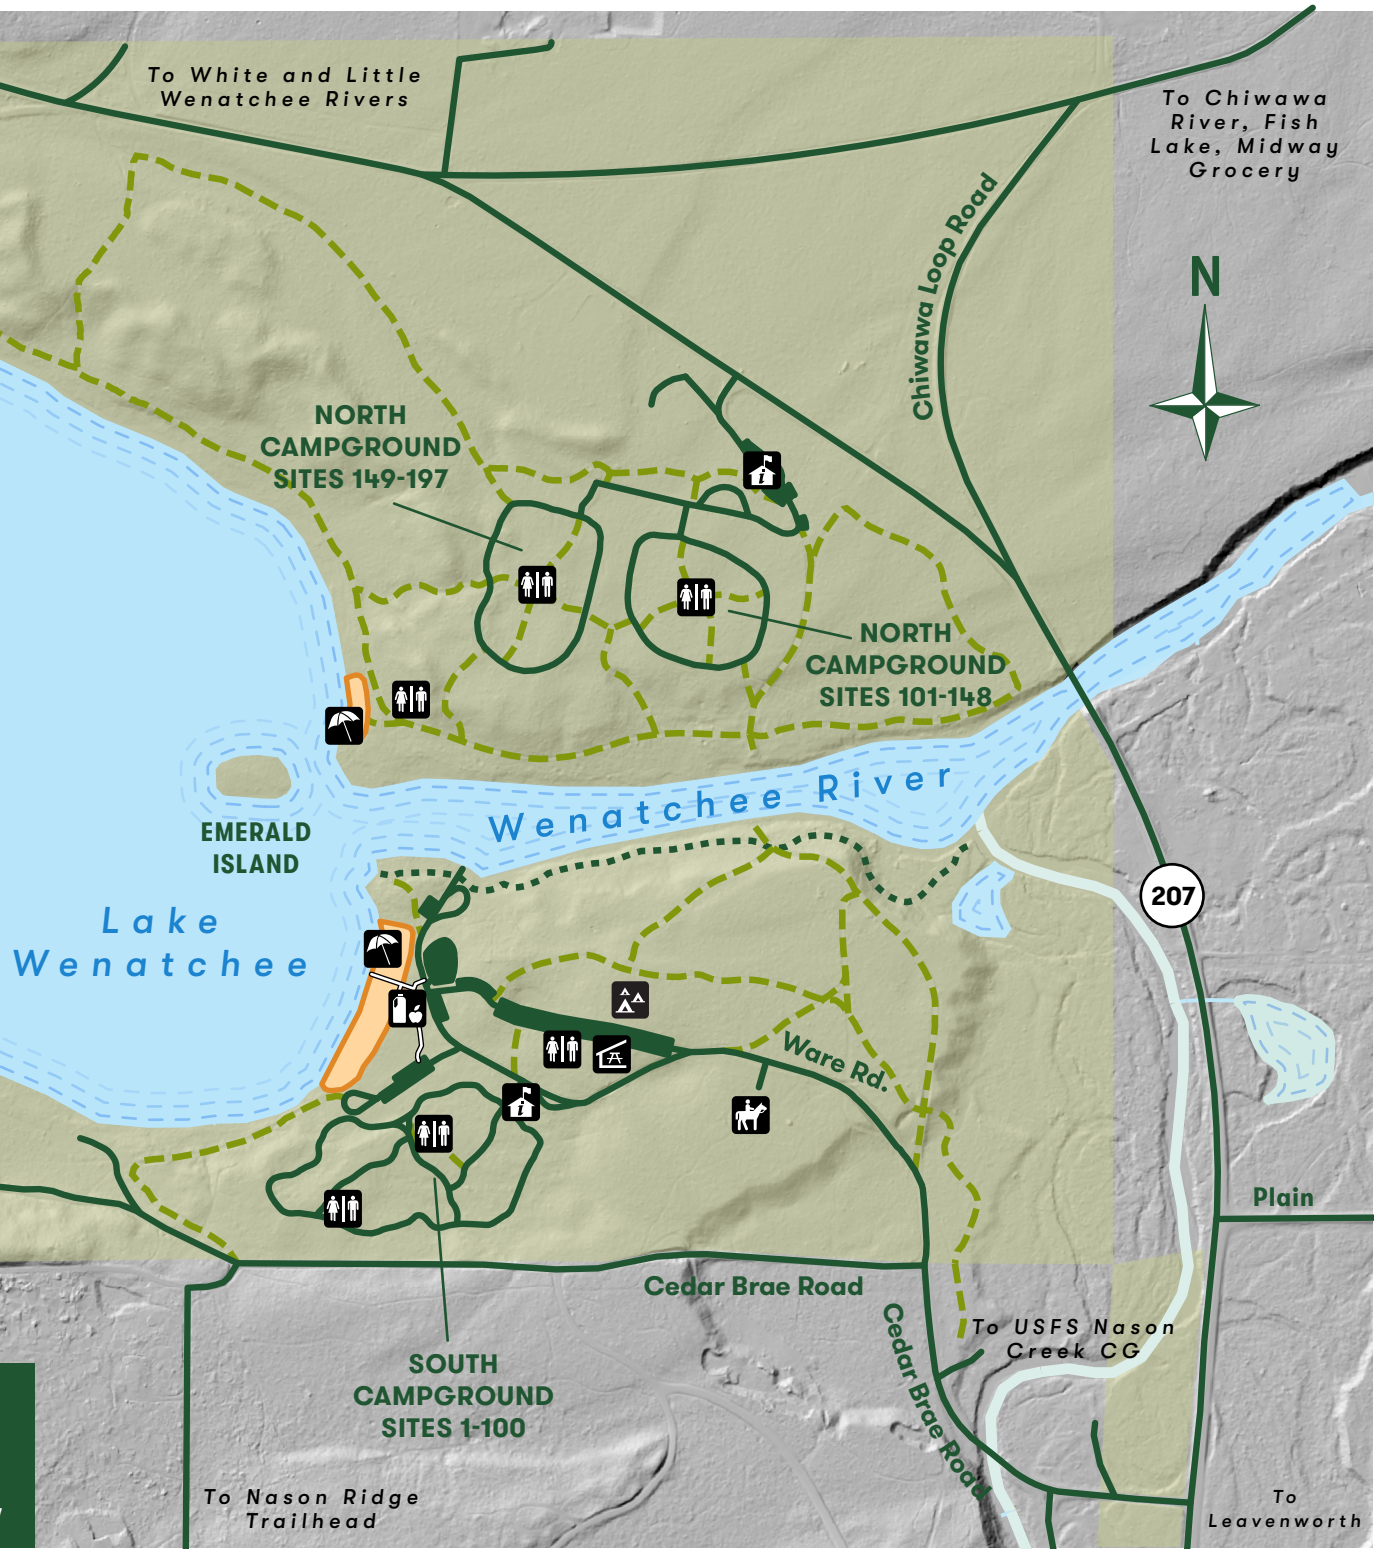 To White and Little
Wenatchee Rivers
To Chiwawa
River, Fish
Lake, Midway
Grocery
Chiwawa Loop Road
N
NORTH
CAMPGROUND
SITES 149-197
NORTH
CAMPGROUND
SITES 101-148
Wenatchee River
EMERALD
ISLAND
Lake
Wenatchee
207
Ware Rd.
Plain
Cedar Brae Road
Cedar Brae Road
To USFS Nason
Creek CG
SOUTH
CAMPGROUND
SITES 1-100
To Nason Ridge
Trailhead
To
Leavenworth